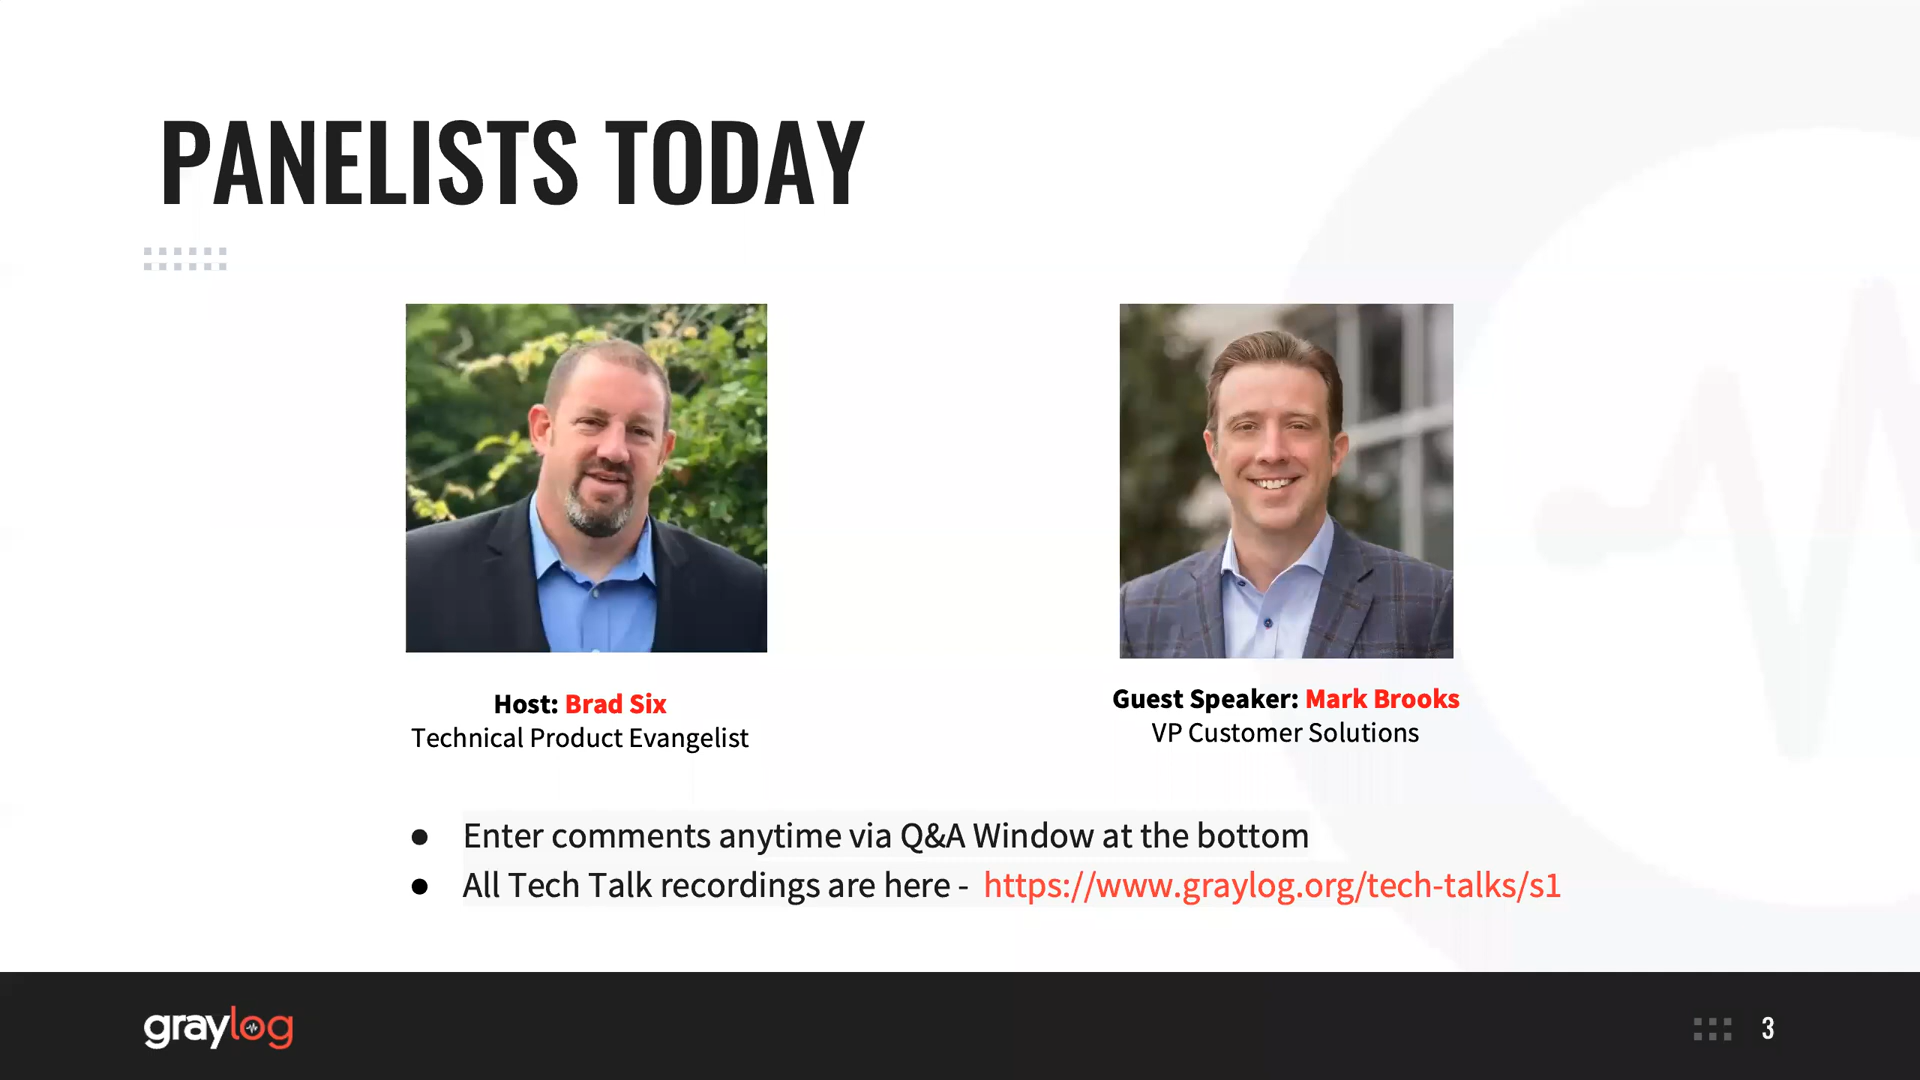 PANELISTS TODAY
Host: Brad Six
Technical Product Evangelist
Guest Speaker: Mark Brooks
VP Customer Solutions
● Enter comments anytime via Q&A Window at the bottom
● All Tech Talk recordings are here - https://www.graylog.org/tech-talks/s1
graylog
3